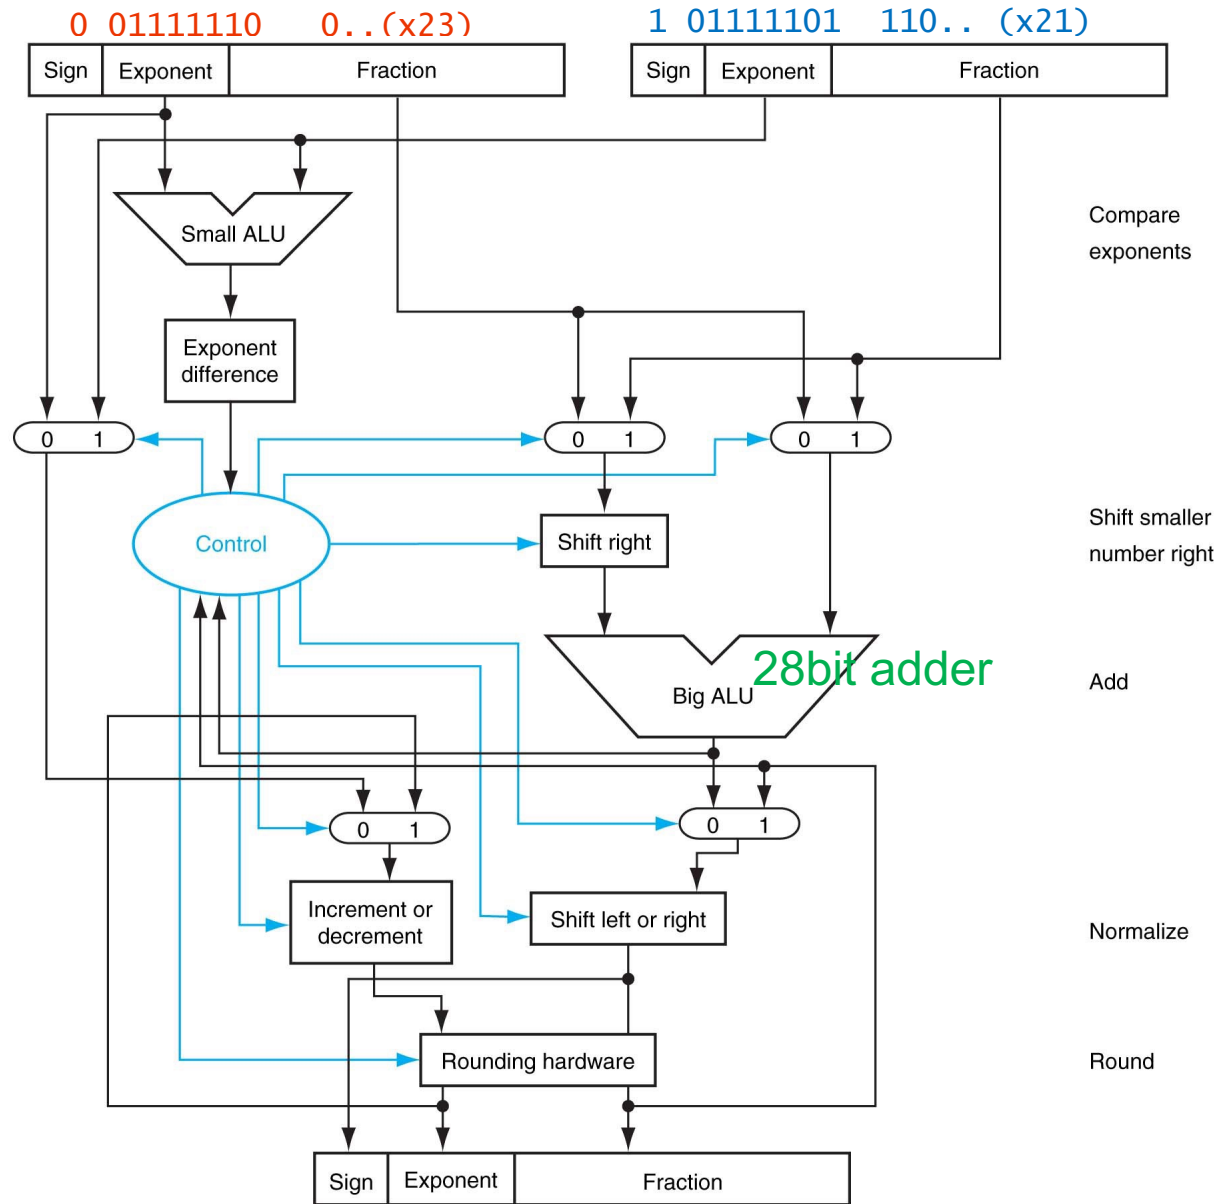 0 01111110 0..(x23)
1 01111101 110.. (x21)
Sign Exponent Fraction
Sign Exponent Fraction
Small ALU
Compare
exponents
Exponent
difference
0 1
0 1
0 1
Control
Shift right
Shift smaller
number right
28bit adder
Big ALU
Add
0 1
0 1
Increment or
decrement
Shift left or right
Normalize
Rounding hardware
Round
Sign Exponent Fraction